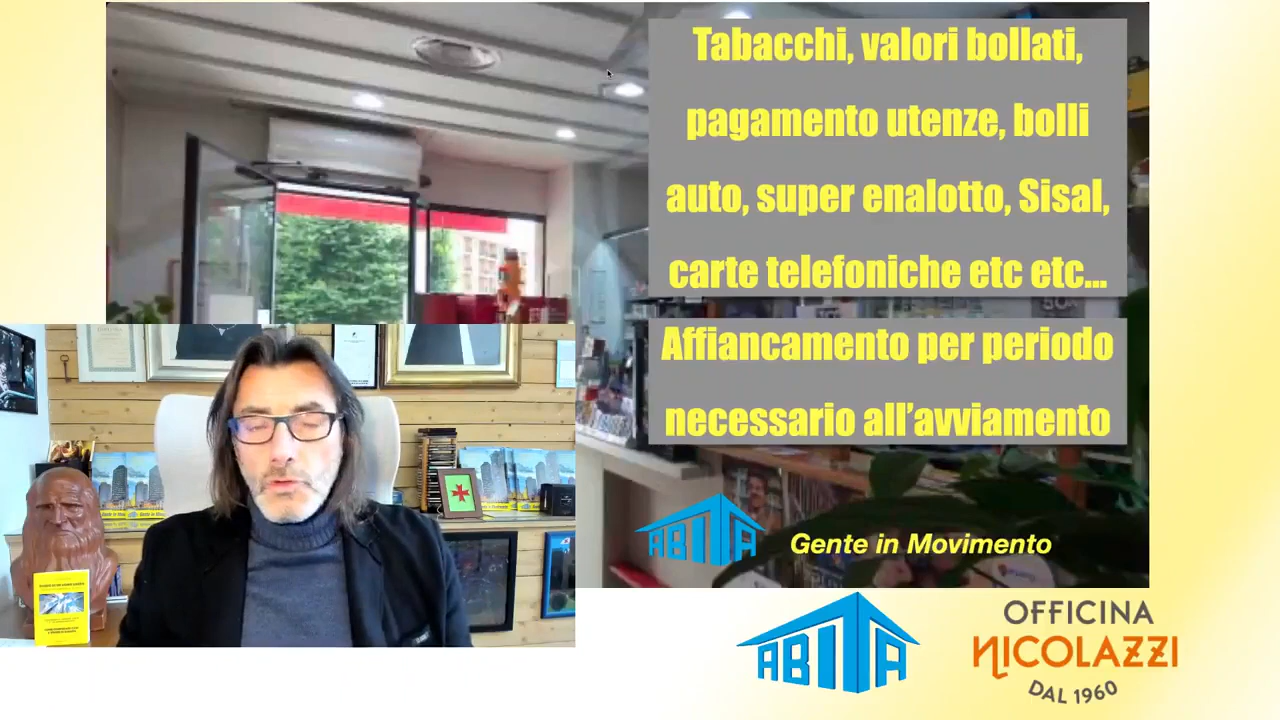 Tabacchi, valori bollati,
pagamento utenze, bolli
auto, super enalotto, Sisal,
carte telefoniche etc etc...
Affiancamento per periodo
necessario all'avviamento
ABITA
Gente in Movimento
ABITA
OFFICINA
NICOLAZZI
DAL 1960